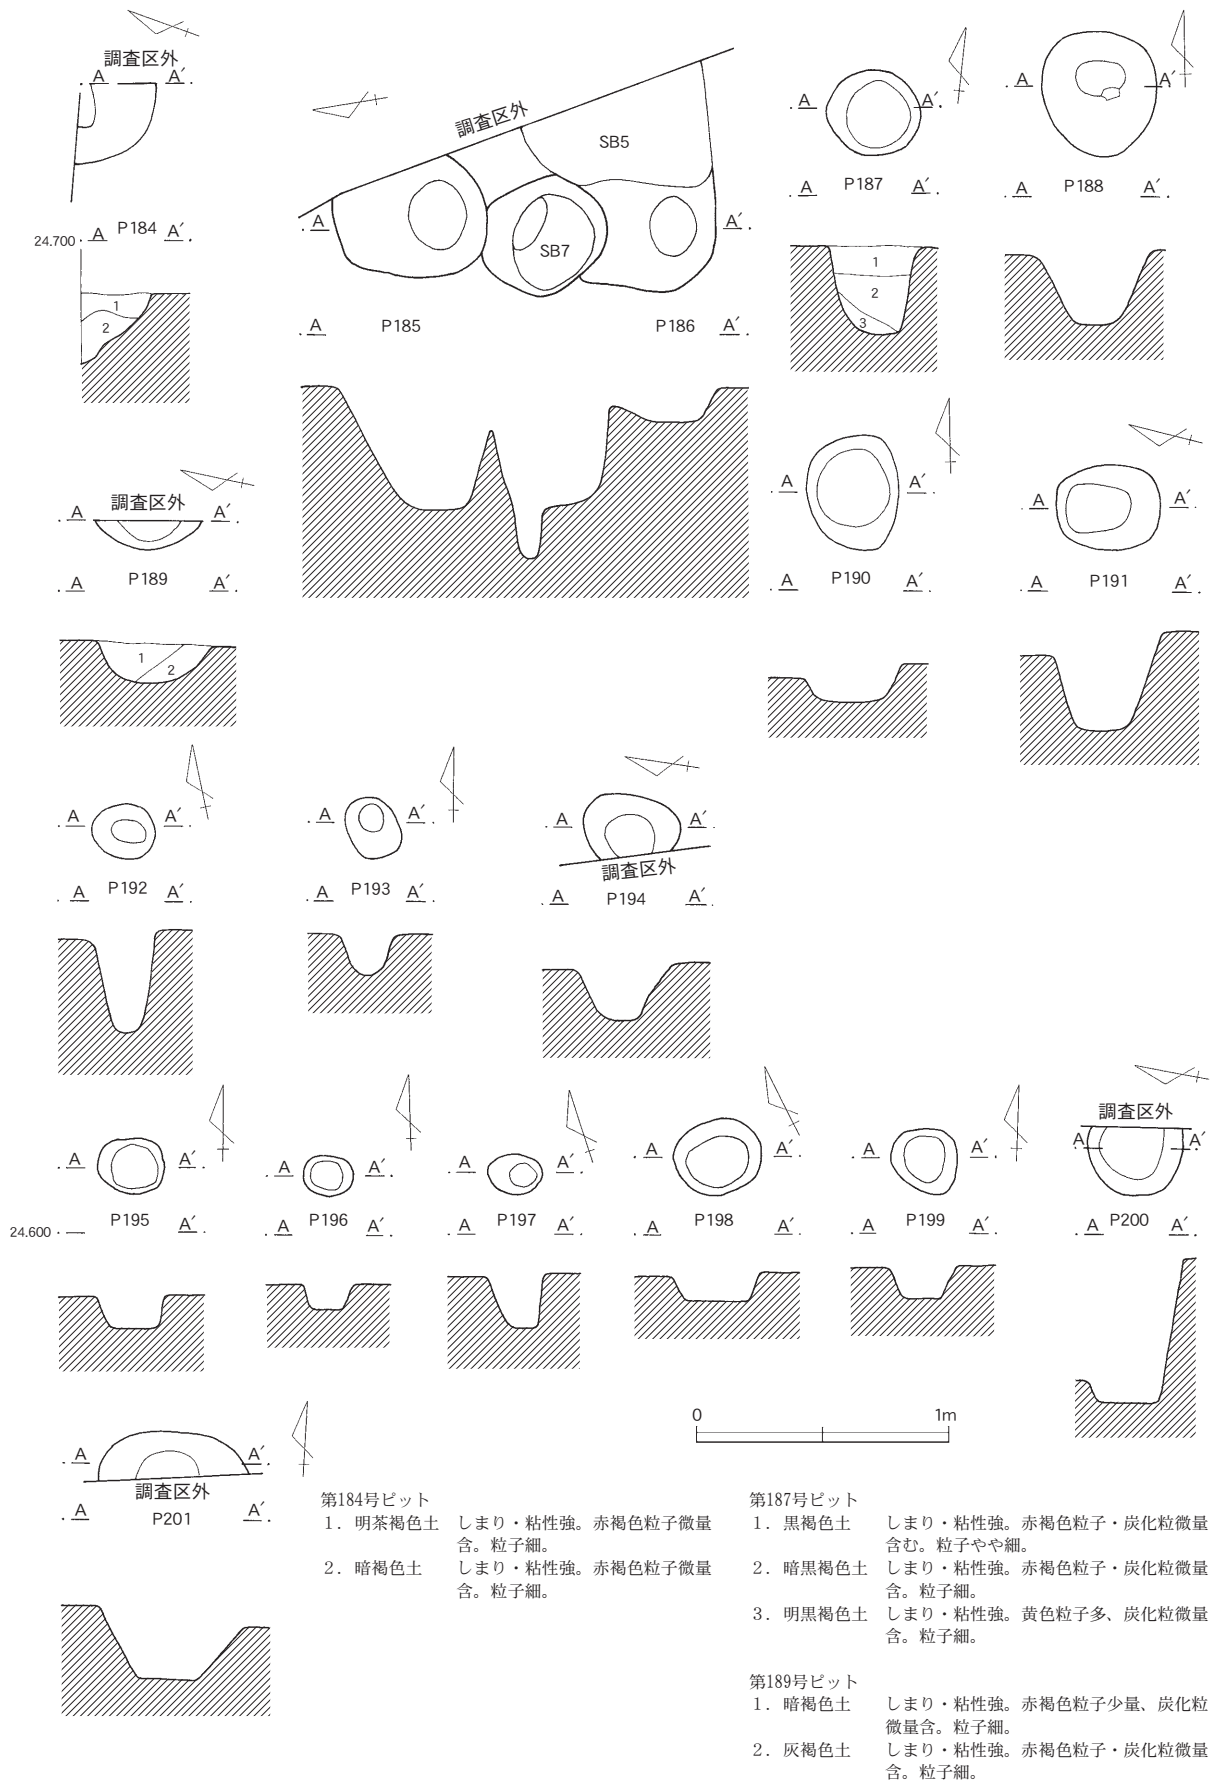 調査区外
A A′
P184
24.700 A A′
1
2
調査区外
SB5
A A′
SB7
A P185 P186 A′
A A′
A P187 A′
1
2
3
A A′
A P188 A′
調査区外
A A′
P189
A A′
1
2
A A′
A P190 A′
A A′
A P191 A′
A A′
A P192 A′
A A′
A P193 A′
A A′
調査区外
A P194 A′
A A′
P195
24.600 A′
A A′
A P196 A′
A A′
A P197 A′
A A′
A P198 A′
A A′
A P199 A′
調査区外
A A′
A P200 A′
0 1m
A A′
調査区外
A P201 A′
第184号ピット
1．明茶褐色土 しまり・粘性強。赤褐色粒子微量
含。粒子細。
2．暗褐色土 しまり・粘性強。赤褐色粒子微量
含。粒子細。
第187号ピット
1．黒褐色土 しまり・粘性強。赤褐色粒子・炭化粒微量
含む。粒子やや細。
2．暗黒褐色土 しまり・粘性強。赤褐色粒子・炭化粒微量
含。粒子細。
3．明黒褐色土 しまり・粘性強。黄色粒子多、炭化粒微量
含。粒子細。
第189号ピット
1．暗褐色土 しまり・粘性強。赤褐色粒子少量、炭化粒
微量含。粒子細。
2．灰褐色土 しまり・粘性強。赤褐色粒子・炭化粒微量
含。粒子細。